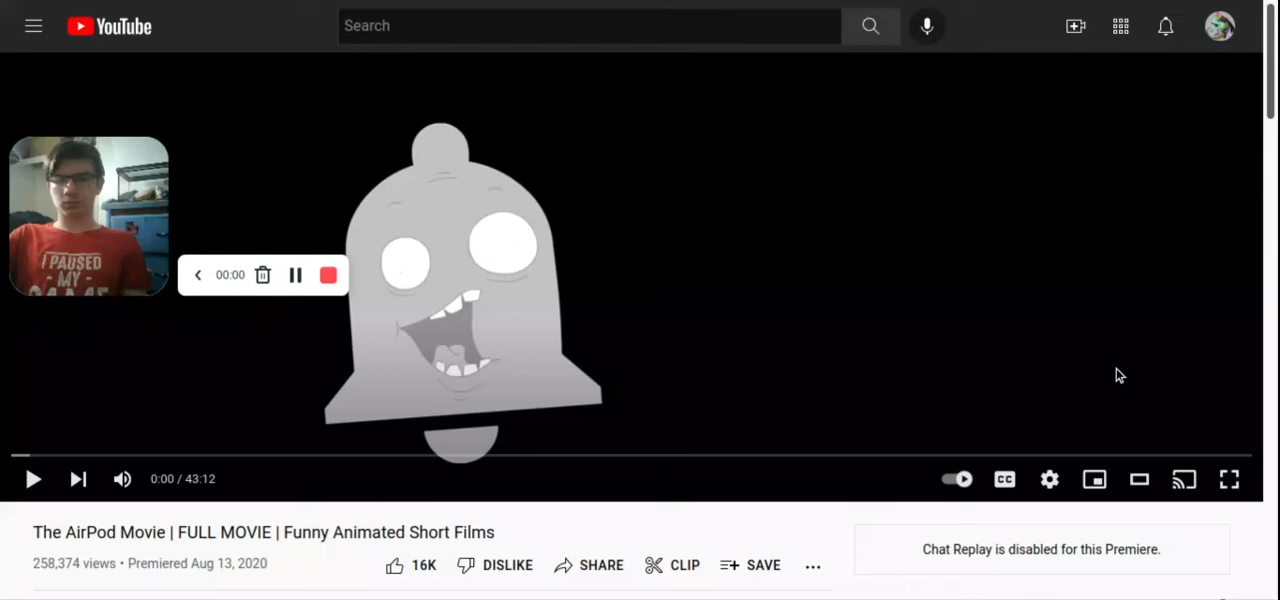 YouTube
Search
I PAUSED
- MY -
GAME
00:00
0:00 / 43:12
CC
The AirPod Movie | FULL MOVIE | Funny Animated Short Films
258,374 views • Premiered Aug 13, 2020
16K
DISLIKE
SHARE
CLIP
SAVE
Chat Replay is disabled for this Premiere.